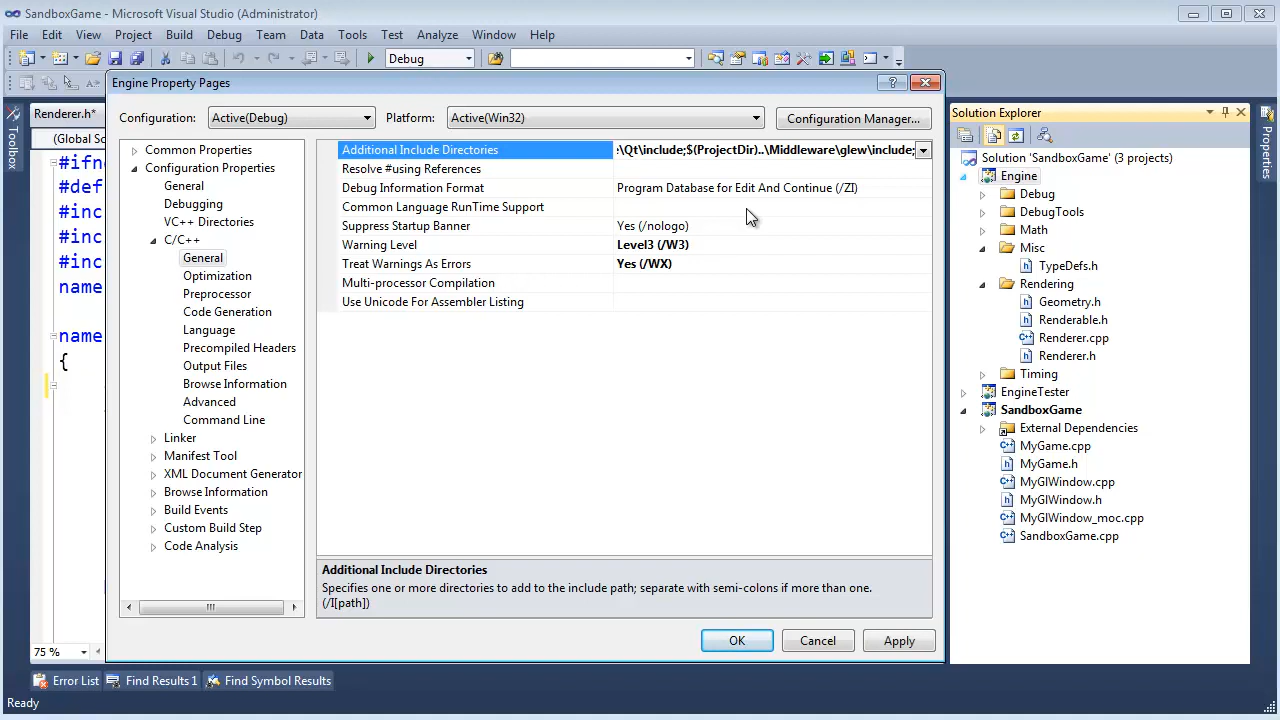 SandboxGame - Microsoft Visual Studio (Administrator)
File Edit View Project Build Debug Team Data Tools Test Analyze Window Help
Debug
Engine Property Pages
Configuration: Active(Debug) Platform: Active(Win32) Configuration Manager...
Toolbox
Renderer.h*
(Global Sc
#ifn
#def
#inc
#inc
#inc
name
name
{
75 %
Common Properties
Configuration Properties
General
Debugging
VC++ Directories
C/C++
General
Optimization
Preprocessor
Code Generation
Language
Precompiled Headers
Output Files
Browse Information
Advanced
Command Line
Linker
Manifest Tool
XML Document Generator
Browse Information
Build Events
Custom Build Step
Code Analysis
Additional Include Directories :\Qt\include;$(ProjectDir)..\Middleware\glew\include;
Resolve #using References
Debug Information Format Program Database for Edit And Continue (/ZI)
Common Language RunTime Support
Suppress Startup Banner Yes (/nologo)
Warning Level Level3 (/W3)
Treat Warnings As Errors Yes (/WX)
Multi-processor Compilation
Use Unicode For Assembler Listing
Additional Include Directories
Specifies one or more directories to add to the include path; separate with semi-colons if more than one.
(/I[path])
OK Cancel Apply
Solution Explorer
Solution 'SandboxGame' (3 projects)
Engine
Debug
DebugTools
Math
Misc
TypeDefs.h
Rendering
Geometry.h
Renderable.h
Renderer.cpp
Renderer.h
Timing
EngineTester
SandboxGame
External Dependencies
MyGame.cpp
MyGame.h
MyGlWindow.cpp
MyGlWindow.h
MyGlWindow_moc.cpp
SandboxGame.cpp
Properties
Error List Find Results 1 Find Symbol Results
Ready